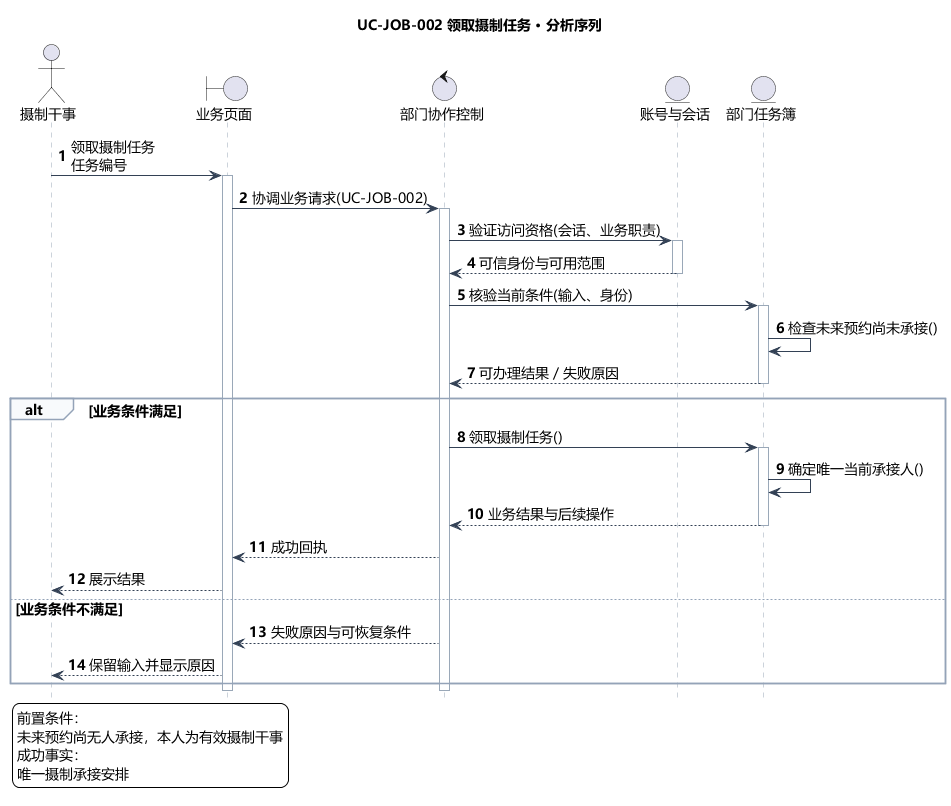 UC-JOB-002 领取摄制任务 • 分析序列
摄制干事
业务页面
部门协作控制
账号与会话
部门任务簿
1 领取摄制任务
任务编号
2 协调业务请求(UC-JOB-002)
3 验证访问资格(会话、业务职责)
4 可信身份与可用范围
5 核验当前条件(输入、身份)
6 检查未来预约尚未承接()
7 可办理结果 / 失败原因
alt [业务条件满足]
8 领取摄制任务()
9 确定唯一当前承接人()
10 业务结果与后续操作
11 成功回执
12 展示结果
[业务条件不满足]
13 失败原因与可恢复条件
14 保留输入并显示原因
前置条件：
未来预约尚无人承接，本人为有效摄制干事
成功事实：
唯一摄制承接安排